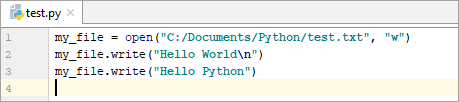 test.py
1 my_file = open("C:/Documents/Python/test.txt", "w")
2 my_file.write("Hello World\n")
3 my_file.write("Hello Python")
4